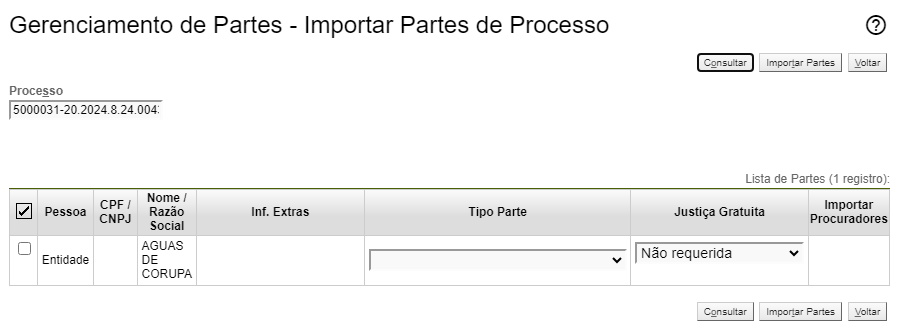 Gerenciamento de Partes - Importar Partes de Processo
Consultar Importar Partes Voltar
Processo
5000031-20.2024.8.24.004
Lista de Partes (1 registro):
Pessoa CPF / CNPJ Nome / Razão Social Inf. Extras Tipo Parte Justiça Gratuita Importar Procuradores
Entidade AGUAS DE CORUPA Não requerida
Consultar Importar Partes Voltar